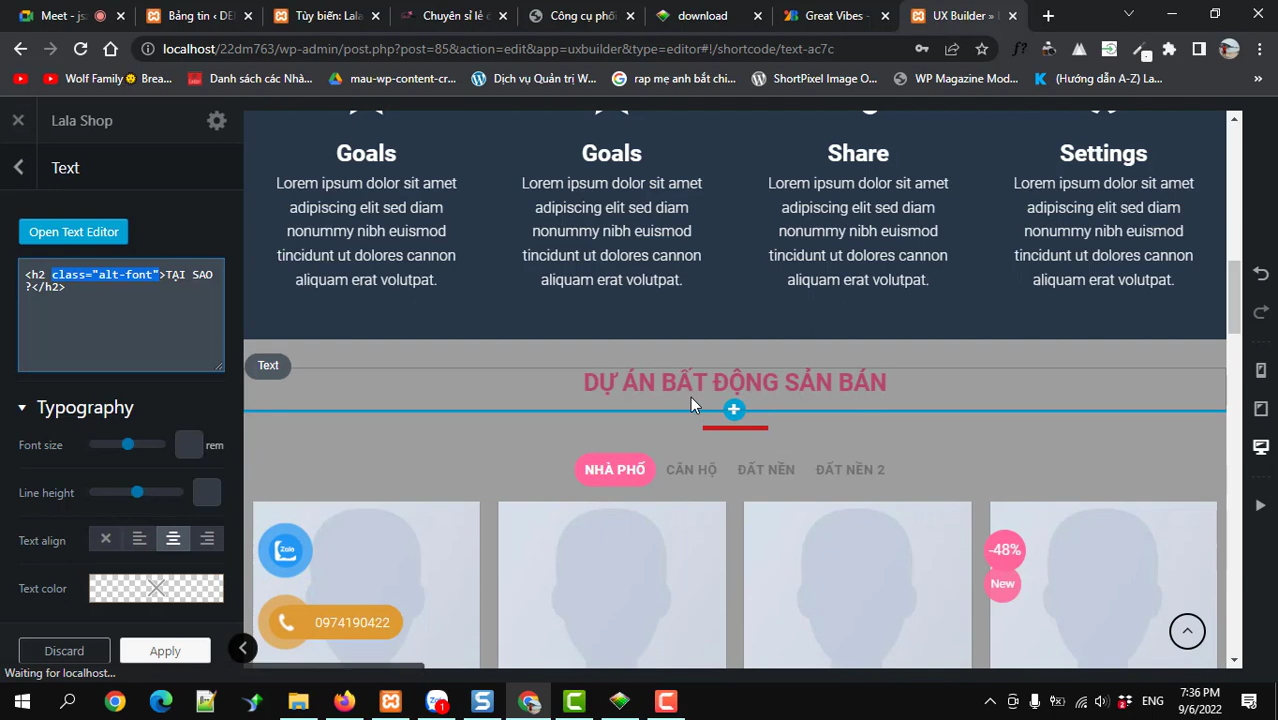 Meet - js
Bảng tin ‹ DE
Tùy biến: Lala
Chuyên sỉ lẻ c
Công cụ phối
download
Great Vibes -
UX Builder »
localhost/22dm763/wp-admin/post.php?post=85&action=edit&app=uxbuilder&type=editor#!/shortcode/text-ac7c
Wolf Family🌚 Brea...
Danh sách các Nhà...
mau-wp-content-cr...
Dịch vụ Quản trị W...
rap mẹ anh bắt chi...
ShortPixel Image O...
WP Magazine Mod...
(Hướng dẫn A-Z) La...
Lala Shop
Text
Open Text Editor
<h2 class="alt-font">TẠI SAO
?</h2>
Typography
Font size
rem
Line height
Text align
Text color
Discard
Apply
Waiting for localhost...
Goals
Goals
Share
Settings
Lorem ipsum dolor sit amet
adipiscing elit sed diam
nonummy nibh euismod
tincidunt ut dolores cannon
aliquam erat volutpat.
Lorem ipsum dolor sit amet
adipiscing elit sed diam
nonummy nibh euismod
tincidunt ut dolores cannon
aliquam erat volutpat.
Lorem ipsum dolor sit amet
adipiscing elit sed diam
nonummy nibh euismod
tincidunt ut dolores cannon
aliquam erat volutpat.
Lorem ipsum dolor sit amet
adipiscing elit sed diam
nonummy nibh euismod
tincidunt ut dolores cannon
aliquam erat volutpat.
Text
DỰ ÁN BẤT ĐỘNG SẢN BÁN
NHÀ PHỐ
CĂN HỘ
ĐẤT NỀN
ĐẤT NỀN 2
Zalo
0974190422
-48%
New
ENG
7:36 PM
9/6/2022